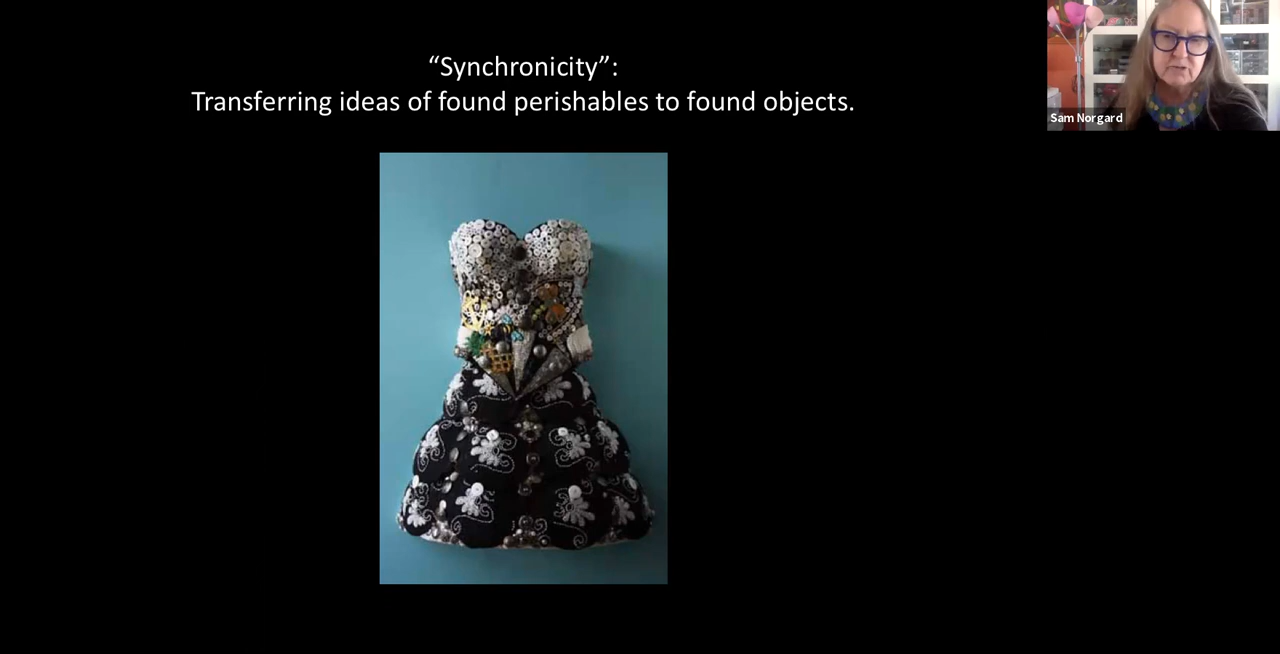 “Synchronicity”:
Transferring ideas of found perishables to found objects.
Sam Norgard